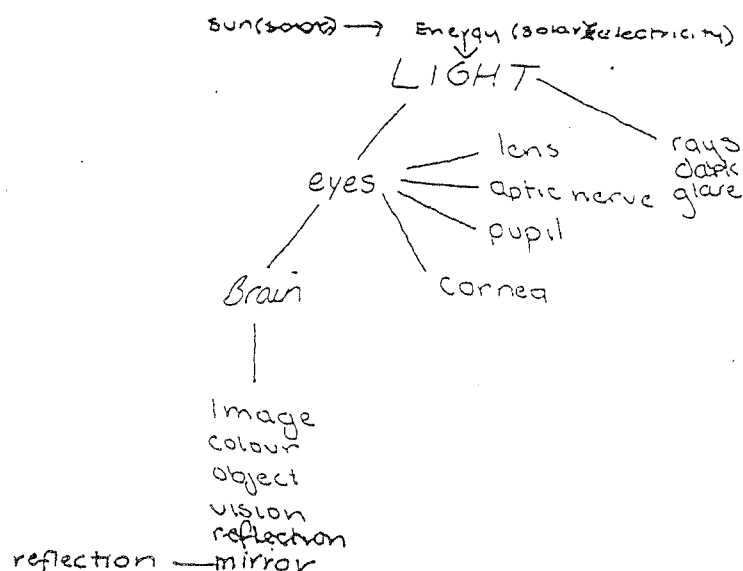 sun → Energy (solar electricity)
LIGHT
lens
rays
dark
eyes
optic nerve
glare
pupil
Brain
cornea
Image
colour
object
vision
reflection
reflection — mirror